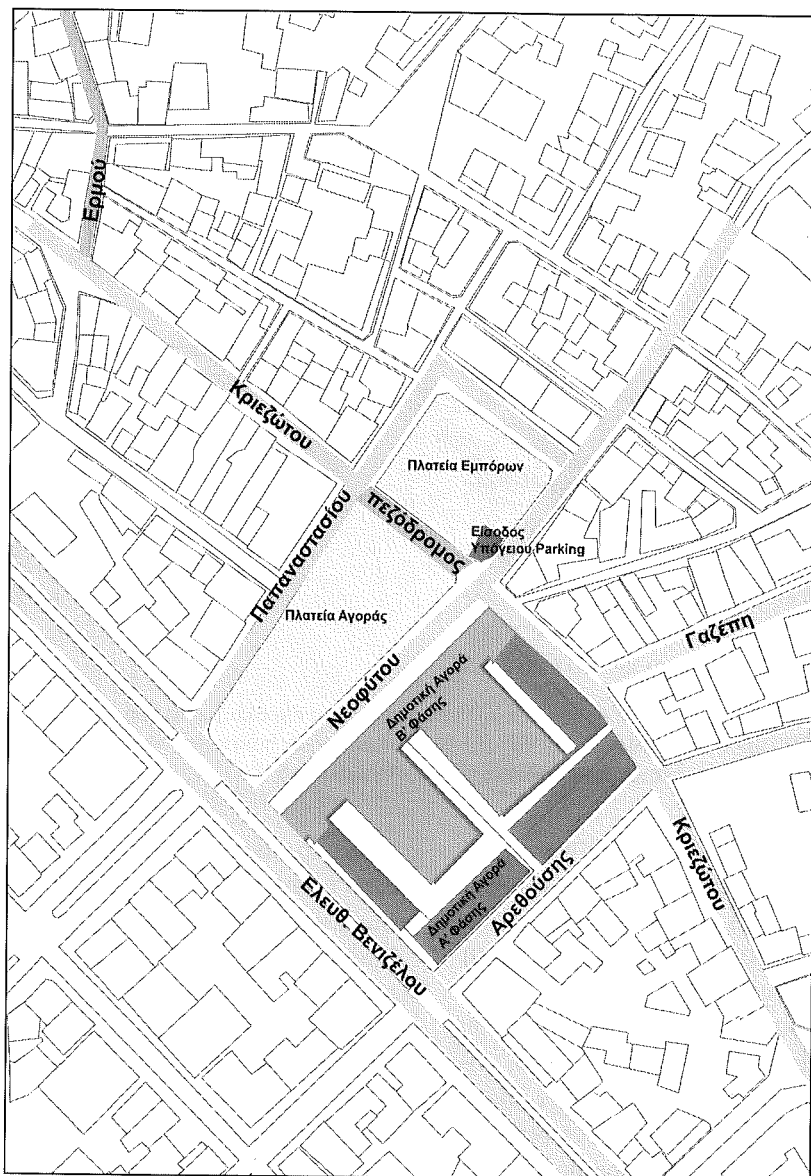 Ερμού
Κριεζώτου
Πλατεία Εμπόρων
πεζόδρομος
Είσοδος
Υπόγειου Parking
Παπαναστασίου
Πλατεία Αγοράς
Γαζέπη
Νεοφύτου
Δημοτική Αγορά
Β' Φάσης
Κριεζώτου
Δημοτική Αγορά
Α' Φάσης
Αρεθούσης
Ελευθ. Βενιζέλου